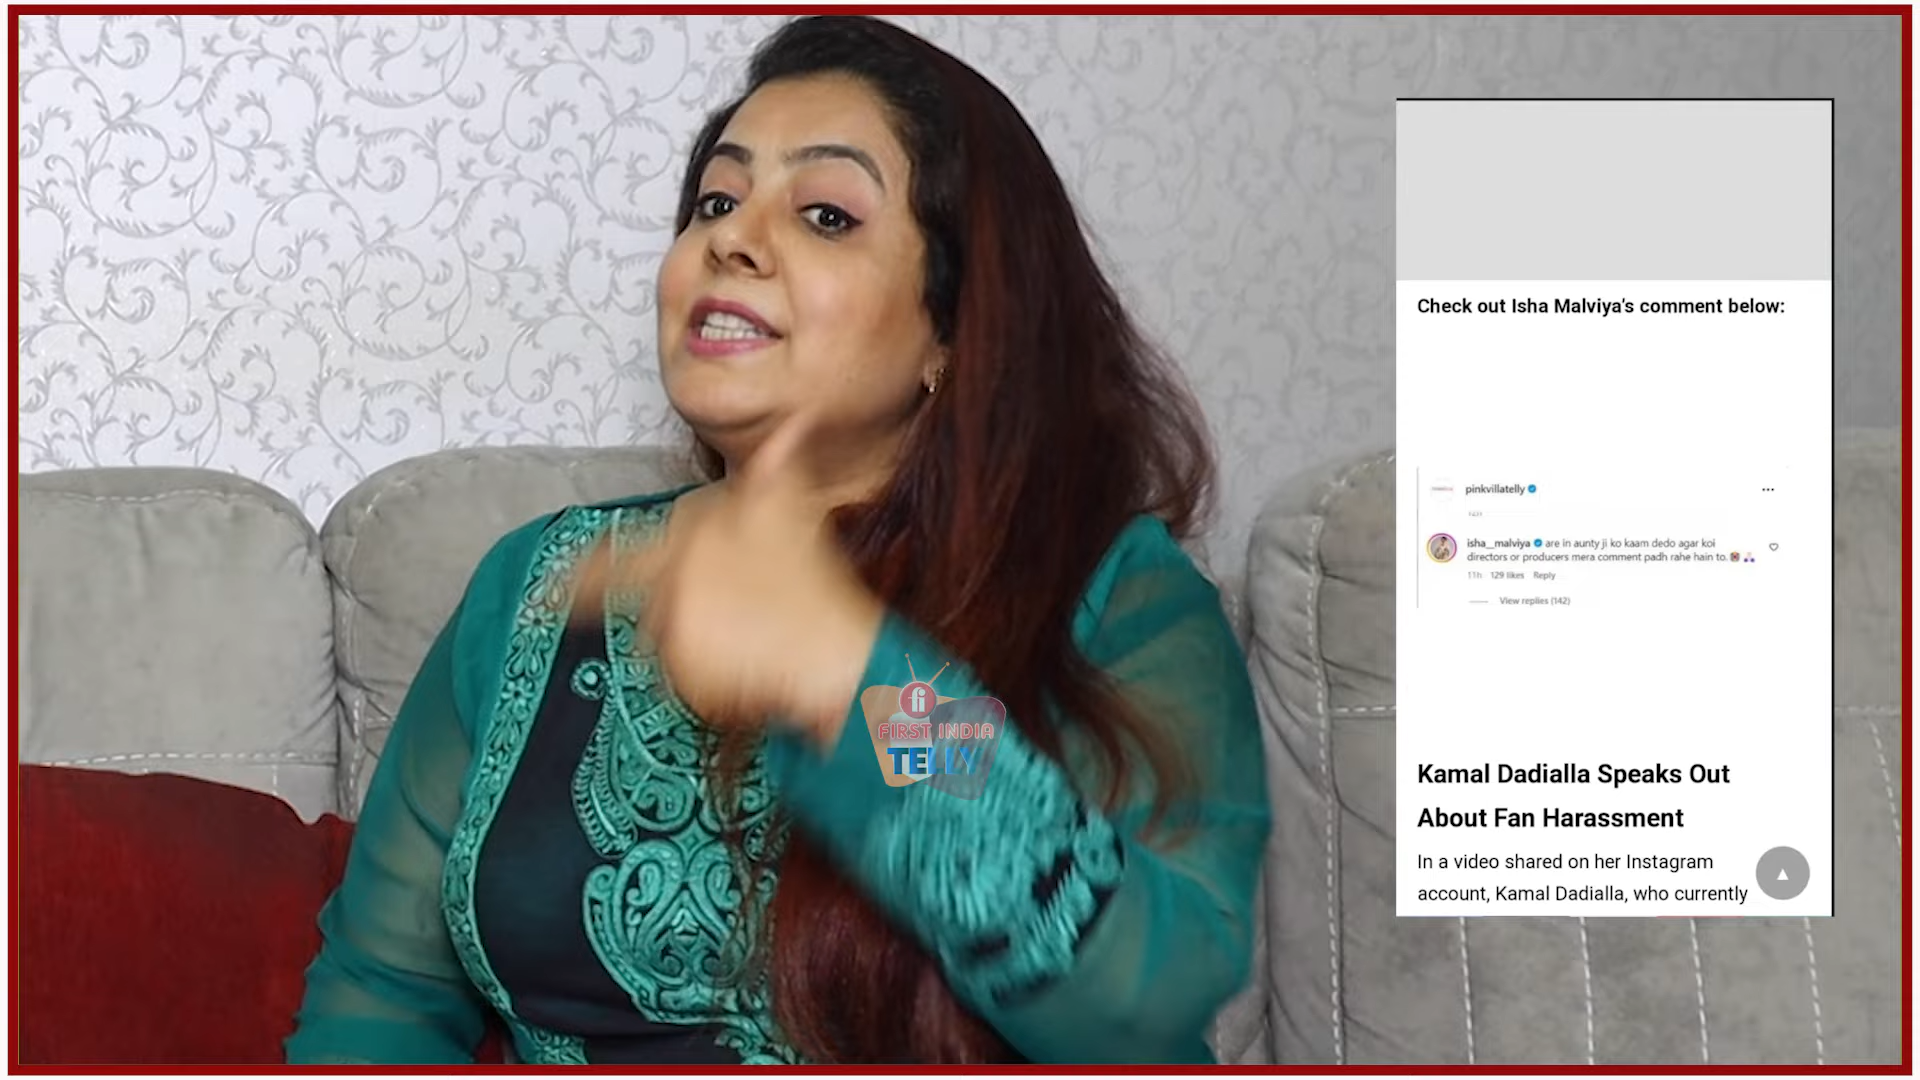 Check out Isha Malviya's comment below:
pinkvillatelly
isha__malviya are in aunty ji ko kaam dedo agar koi
directors or producers mera comment padh rahe hain to.
11h 129 likes Reply
View replies (142)
fi
FIRST INDIA
TELLY
Kamal Dadialla Speaks Out
About Fan Harassment
In a video shared on her Instagram
account, Kamal Dadialla, who currently